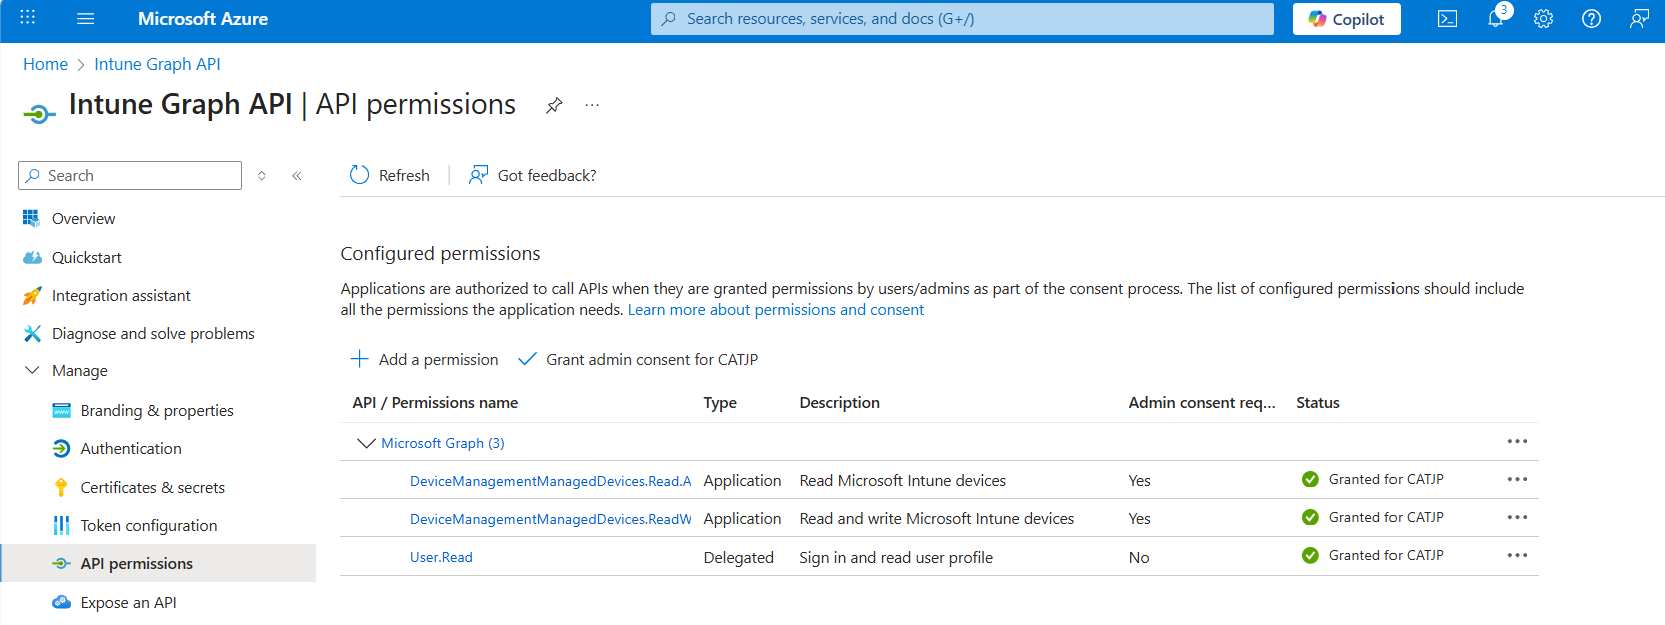 Microsoft Azure
Search resources, services, and docs (G+/)
Copilot
3
Home > Intune Graph API
Intune Graph API | API permissions
Search
Refresh
Got feedback?
Overview
Quickstart
Integration assistant
Diagnose and solve problems
Manage
Branding & properties
Authentication
Certificates & secrets
Token configuration
API permissions
Expose an API
Configured permissions
Applications are authorized to call APIs when they are granted permissions by users/admins as part of the consent process. The list of configured permissions should include
all the permissions the application needs. Learn more about permissions and consent
Add a permission
Grant admin consent for CATJP
API / Permissions name Type Description Admin consent req... Status
Microsoft Graph (3)
DeviceManagementManagedDevices.Read.A Application Read Microsoft Intune devices Yes Granted for CATJP
DeviceManagementManagedDevices.ReadW Application Read and write Microsoft Intune devices Yes Granted for CATJP
User.Read Delegated Sign in and read user profile No Granted for CATJP